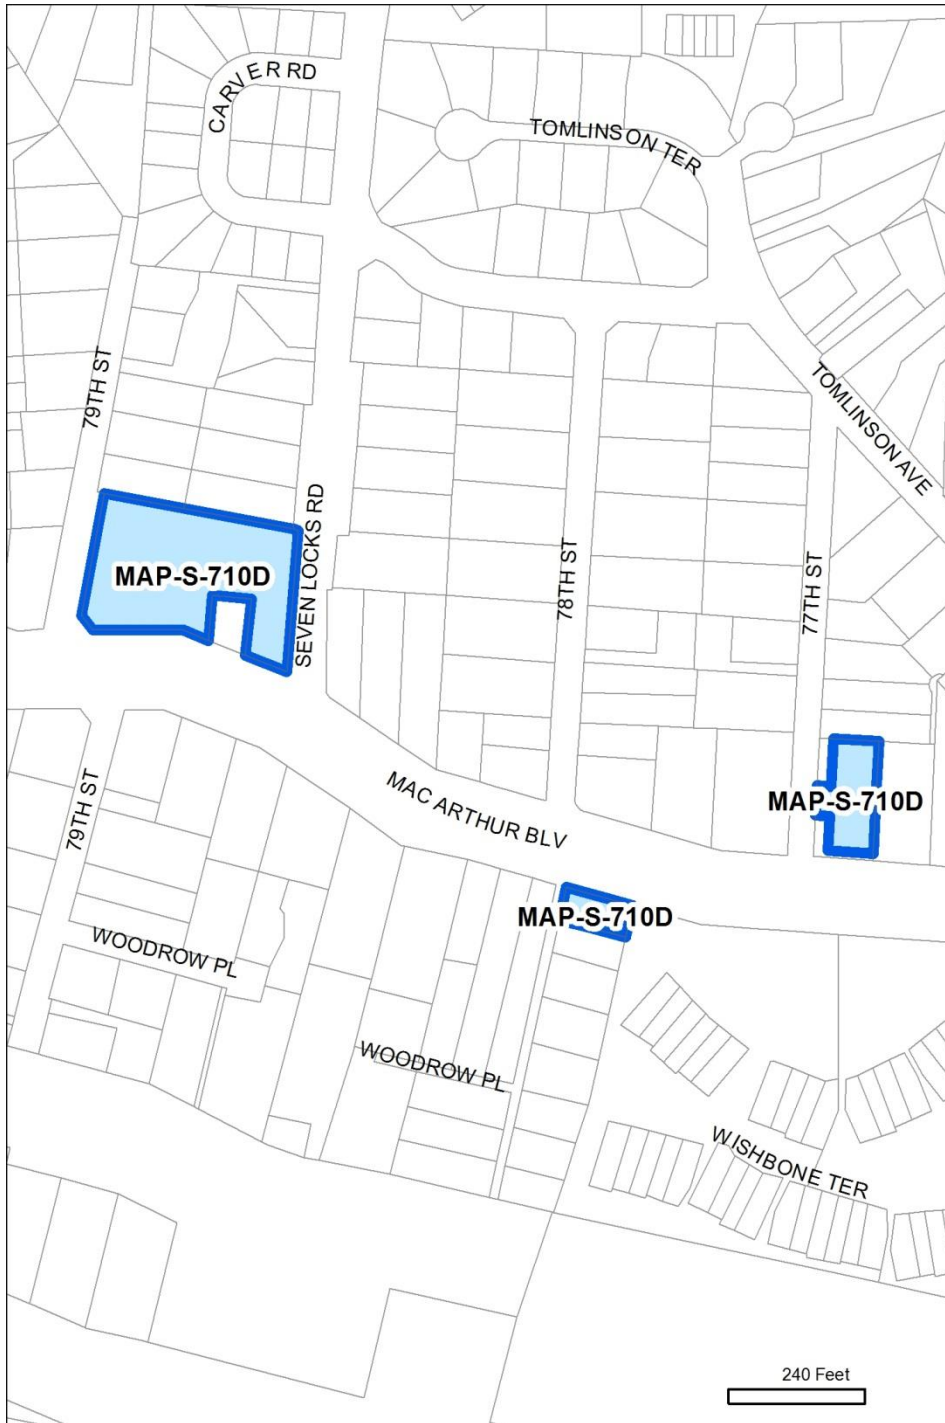 CARVER RD
TOMLINSON TER
79TH ST
TOMLINSON AVE
SEVEN LOCKS RD
MAP-S-710D
78TH ST
77TH ST
MAC ARTHUR BLV
MAP-S-710D
79TH ST
MAP-S-710D
WOODROW PL
WOODROW PL
WISHBONE TER
240 Feet